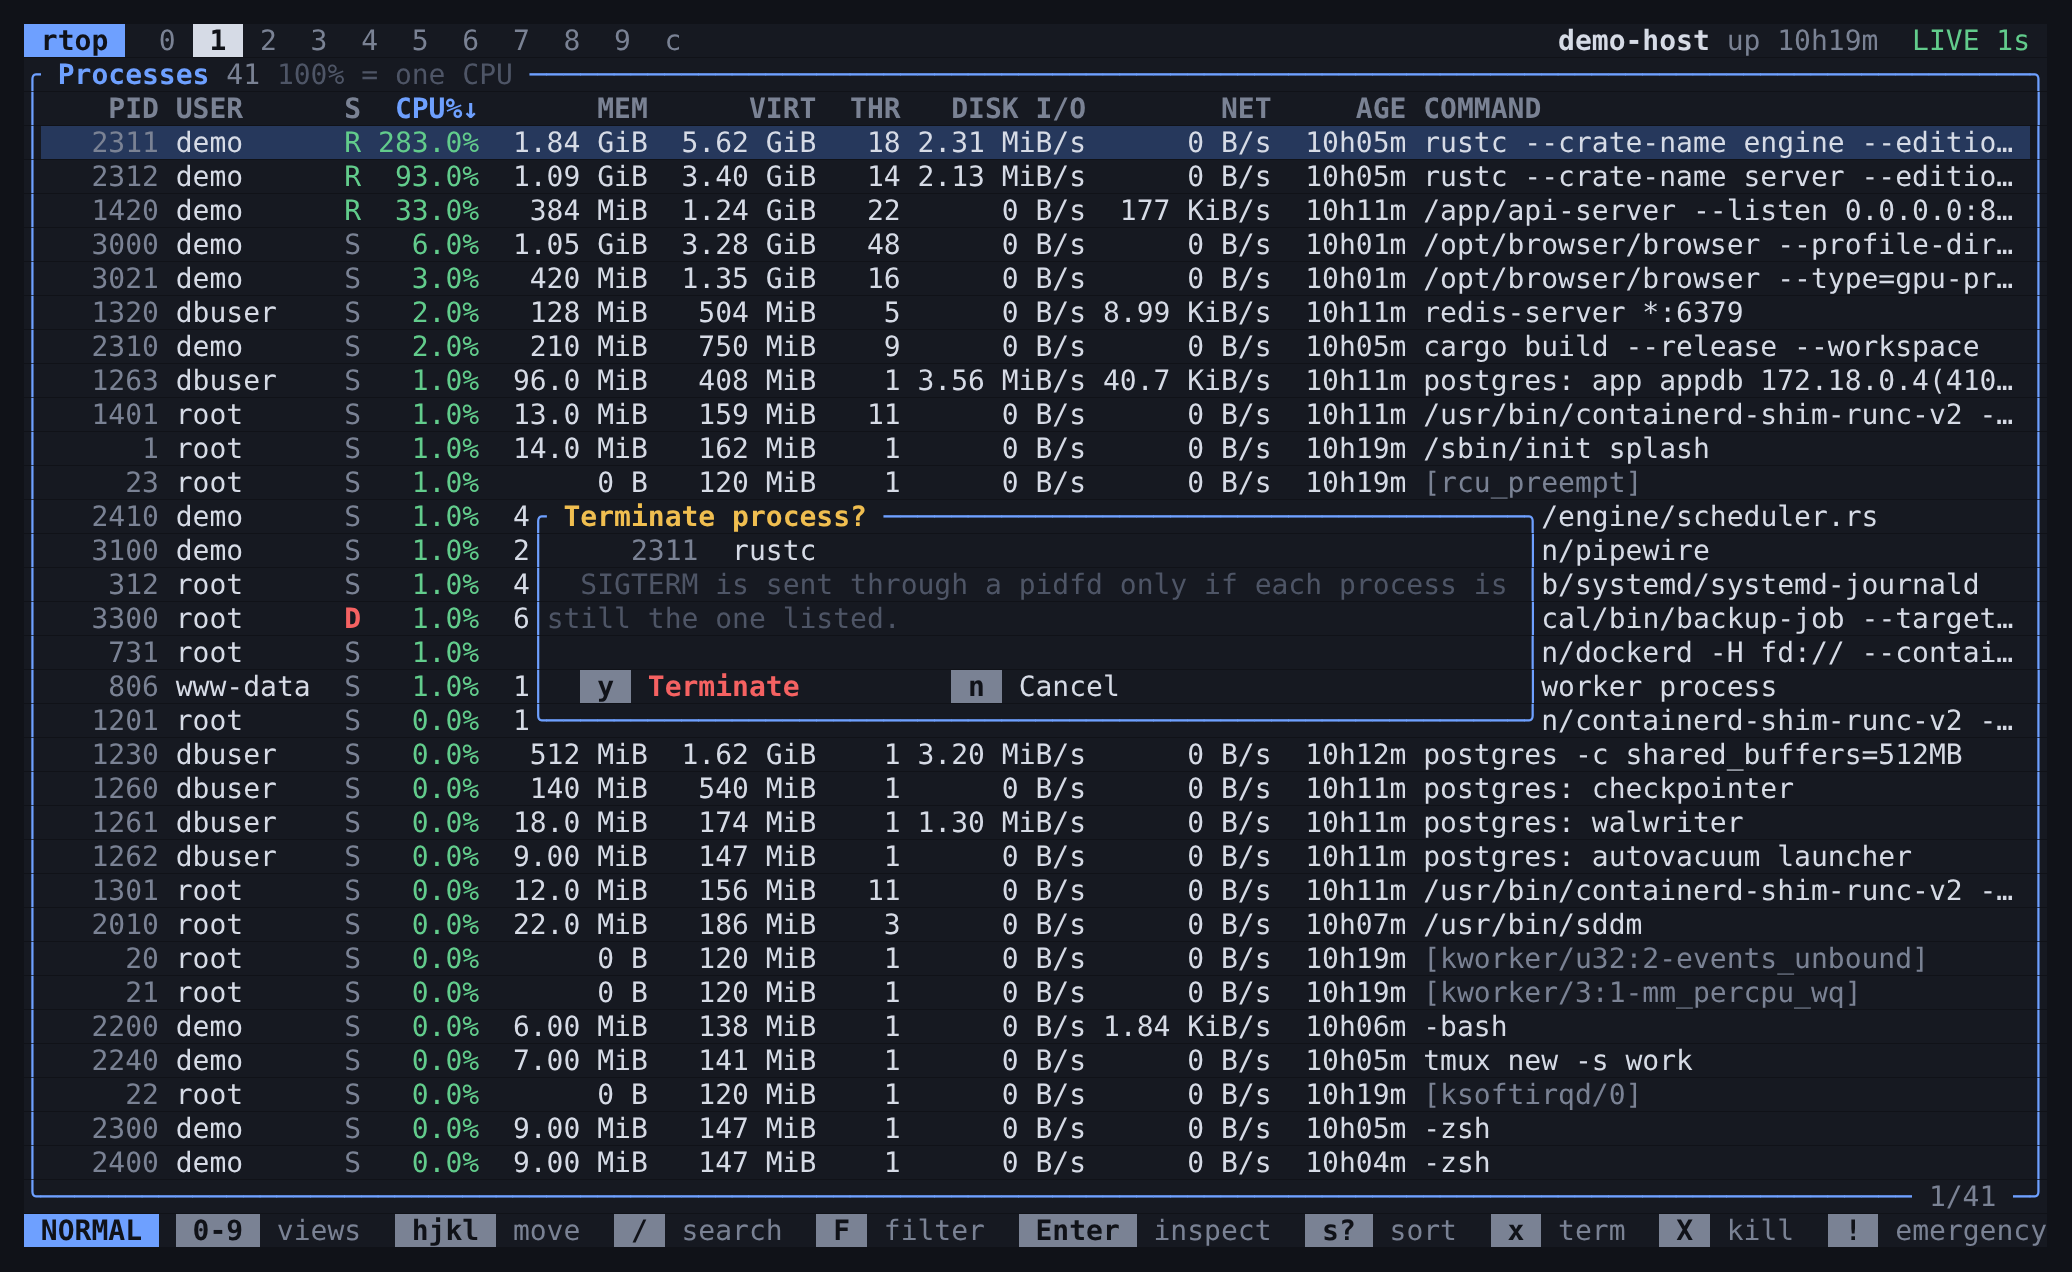 rtop 0 1 2 3 4 5 6 7 8 9 c demo-host up 10h19m LIVE 1s
Processes 41 100% = one CPU
PID USER S CPU%↓ MEM VIRT THR DISK I/O NET AGE COMMAND
2311 demo R 283.0% 1.84 GiB 5.62 GiB 18 2.31 MiB/s 0 B/s 10h05m rustc --crate-name engine --editio…
2312 demo R 93.0% 1.09 GiB 3.40 GiB 14 2.13 MiB/s 0 B/s 10h05m rustc --crate-name server --editio…
1420 demo R 33.0% 384 MiB 1.24 GiB 22 0 B/s 177 KiB/s 10h11m /app/api-server --listen 0.0.0.0:8…
3000 demo S 6.0% 1.05 GiB 3.28 GiB 48 0 B/s 0 B/s 10h01m /opt/browser/browser --profile-dir…
3021 demo S 3.0% 420 MiB 1.35 GiB 16 0 B/s 0 B/s 10h01m /opt/browser/browser --type=gpu-pr…
1320 dbuser S 2.0% 128 MiB 504 MiB 5 0 B/s 8.99 KiB/s 10h11m redis-server *:6379
2310 demo S 2.0% 210 MiB 750 MiB 9 0 B/s 0 B/s 10h05m cargo build --release --workspace
1263 dbuser S 1.0% 96.0 MiB 408 MiB 1 3.56 MiB/s 40.7 KiB/s 10h11m postgres: app appdb 172.18.0.4(410…
1401 root S 1.0% 13.0 MiB 159 MiB 11 0 B/s 0 B/s 10h11m /usr/bin/containerd-shim-runc-v2 -…
1 root S 1.0% 14.0 MiB 162 MiB 1 0 B/s 0 B/s 10h19m /sbin/init splash
23 root S 1.0% 0 B 120 MiB 1 0 B/s 0 B/s 10h19m [rcu_preempt]
2410 demo S 1.0% 4 Terminate process? /engine/scheduler.rs
3100 demo S 1.0% 2 2311 rustc n/pipewire
312 root S 1.0% 4 SIGTERM is sent through a pidfd only if each process is b/systemd/systemd-journald
3300 root D 1.0% 6 still the one listed. cal/bin/backup-job --target…
731 root S 1.0% n/dockerd -H fd:// --contai…
806 www-data S 1.0% 1 y Terminate n Cancel worker process
1201 root S 0.0% 1 n/containerd-shim-runc-v2 -…
1230 dbuser S 0.0% 512 MiB 1.62 GiB 1 3.20 MiB/s 0 B/s 10h12m postgres -c shared_buffers=512MB
1260 dbuser S 0.0% 140 MiB 540 MiB 1 0 B/s 0 B/s 10h11m postgres: checkpointer
1261 dbuser S 0.0% 18.0 MiB 174 MiB 1 1.30 MiB/s 0 B/s 10h11m postgres: walwriter
1262 dbuser S 0.0% 9.00 MiB 147 MiB 1 0 B/s 0 B/s 10h11m postgres: autovacuum launcher
1301 root S 0.0% 12.0 MiB 156 MiB 11 0 B/s 0 B/s 10h11m /usr/bin/containerd-shim-runc-v2 -…
2010 root S 0.0% 22.0 MiB 186 MiB 3 0 B/s 0 B/s 10h07m /usr/bin/sddm
20 root S 0.0% 0 B 120 MiB 1 0 B/s 0 B/s 10h19m [kworker/u32:2-events_unbound]
21 root S 0.0% 0 B 120 MiB 1 0 B/s 0 B/s 10h19m [kworker/3:1-mm_percpu_wq]
2200 demo S 0.0% 6.00 MiB 138 MiB 1 0 B/s 1.84 KiB/s 10h06m -bash
2240 demo S 0.0% 7.00 MiB 141 MiB 1 0 B/s 0 B/s 10h05m tmux new -s work
22 root S 0.0% 0 B 120 MiB 1 0 B/s 0 B/s 10h19m [ksoftirqd/0]
2300 demo S 0.0% 9.00 MiB 147 MiB 1 0 B/s 0 B/s 10h05m -zsh
2400 demo S 0.0% 9.00 MiB 147 MiB 1 0 B/s 0 B/s 10h04m -zsh
1/41
NORMAL 0-9 views hjkl move / search F filter Enter inspect s? sort x term X kill ! emergency